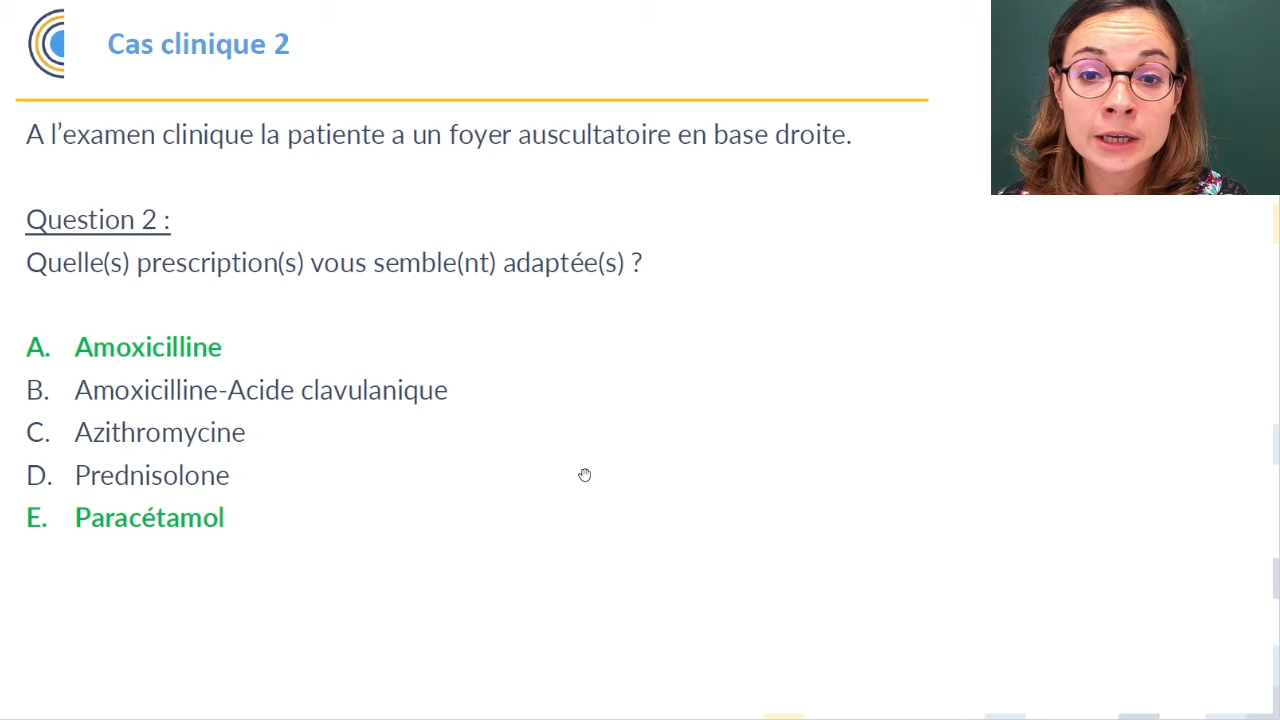 Cas clinique 2
A l’examen clinique la patiente a un foyer auscultatoire en base droite.
Question 2 :
Quelle(s) prescription(s) vous semble(nt) adaptée(s) ?
A. Amoxicilline
B. Amoxicilline-Acide clavulanique
C. Azithromycine
D. Prednisolone
E. Paracétamol